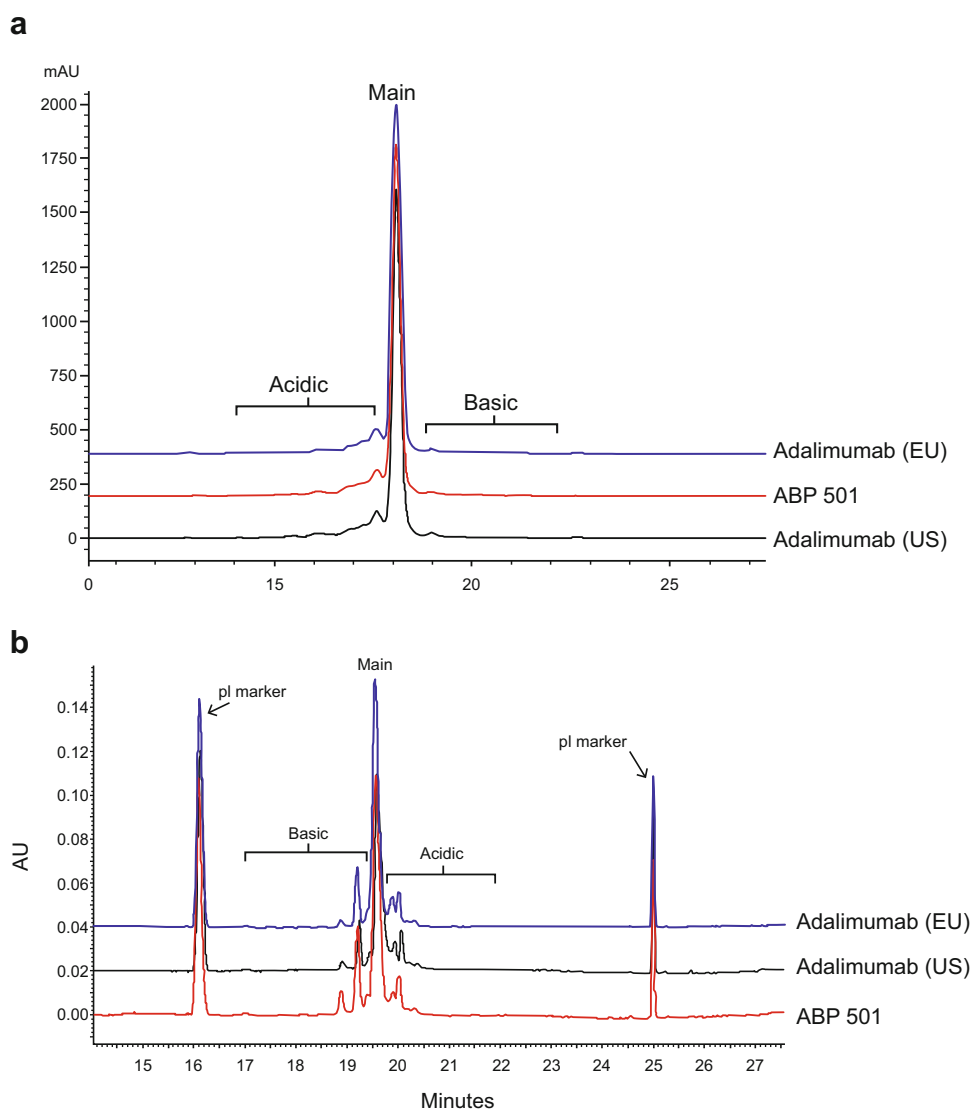 a
mAU
2000
1750
1500
1250
1000
750
500
250
0
Main
Acidic
Basic
Adalimumab (EU)
ABP 501
Adalimumab (US)
0 15 20 25
b
AU
0.14
0.12
0.10
0.08
0.06
0.04
0.02
0.00
pI marker
Main
pI marker
Basic
Acidic
Adalimumab (EU)
Adalimumab (US)
ABP 501
15 16 17 18 19 20 21 22 23 24 25 26 27
Minutes